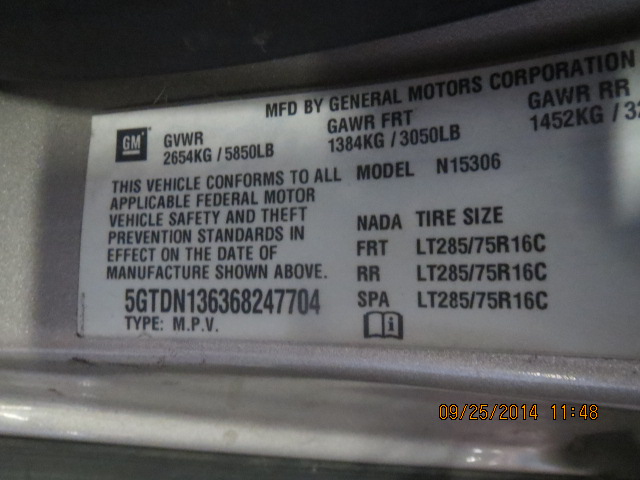 MFD BY GENERAL MOTORS CORPORATION
GM
GVWR
2654KG / 5850LB
GAWR FRT
1384KG / 3050LB
GAWR RR
1452KG / 32
THIS VEHICLE CONFORMS TO ALL
APPLICABLE FEDERAL MOTOR
VEHICLE SAFETY AND THEFT
PREVENTION STANDARDS IN
EFFECT ON THE DATE OF
MANUFACTURE SHOWN ABOVE.
5GTDN136368247704
TYPE: M.P.V.
MODEL N15306
NADA TIRE SIZE
FRT LT285/75R16C
RR LT285/75R16C
SPA LT285/75R16C
09/25/2014 11:48